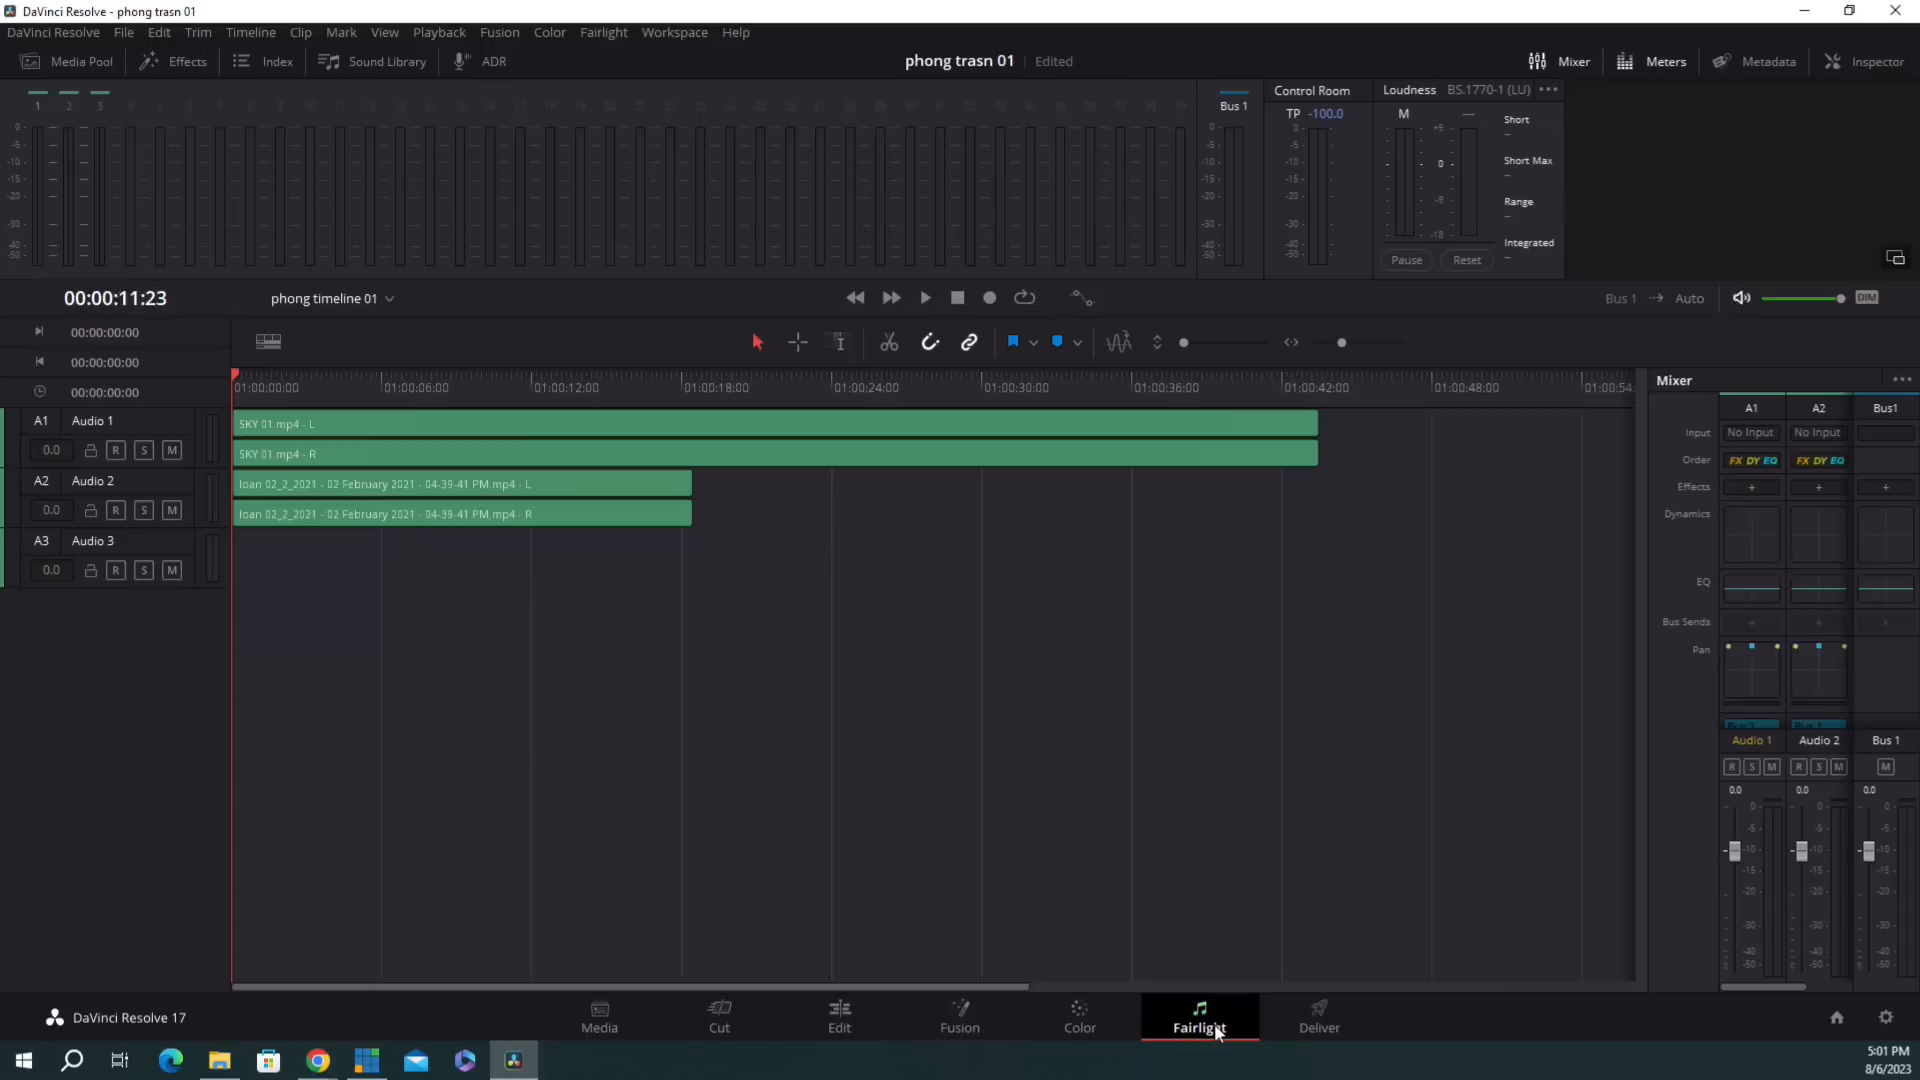 DaVinci Resolve - phong trasn 01
DaVinci Resolve File Edit Trim Timeline Clip Mark View Playback Fusion Color Fairlight Workspace Help
Media Pool Effects Index Sound Library ADR phong trasn 01 Edited Mixer Meters Metadata Inspector
1 2 3 Bus 1 Control Room Loudness BS.1770-1 (LU)
TP -100.0 M
Short
Short Max
Range
Integrated
Pause Reset
00:00:11:23 phong timeline 01 Bus 1 Auto DIM
00:00:00:00
00:00:00:00
00:00:00:00
01:00:00:00 01:00:06:00 01:00:12:00 01:00:18:00 01:00:24:00 01:00:30:00 01:00:36:00 01:00:42:00 01:00:48:00 01:00:54:
A1 Audio 1
0.0 R S M
SKY 01.mp4 - L
SKY 01.mp4 - R
A2 Audio 2
0.0 R S M
loan 02_2_2021 - 02 February 2021 - 04-39-41 PM.mp4 - L
loan 02_2_2021 - 02 February 2021 - 04-39-41 PM.mp4 - R
A3 Audio 3
0.0 R S M
Mixer
A1 A2 Bus1
Input No Input No Input
Order FX DY EQ FX DY EQ
Effects + + +
Dynamics
EQ
Bus Sends + + +
Pan
Audio 1 Audio 2 Bus 1
R S M R S M M
0.0 0.0 0.0
DaVinci Resolve 17
Media Cut Edit Fusion Color Fairlight Deliver
5:01 PM
8/6/2023